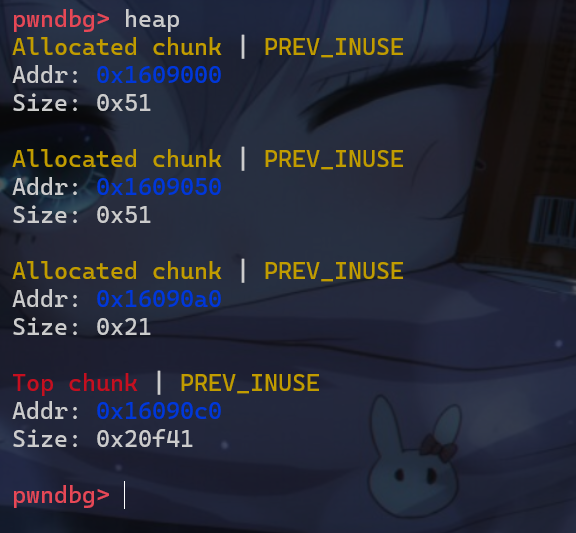 pwndbg> heap
Allocated chunk | PREV_INUSE
Addr: 0x1609000
Size: 0x51
Allocated chunk | PREV_INUSE
Addr: 0x1609050
Size: 0x51
Allocated chunk | PREV_INUSE
Addr: 0x16090a0
Size: 0x21
Top chunk | PREV_INUSE
Addr: 0x16090c0
Size: 0x20f41
pwndbg>